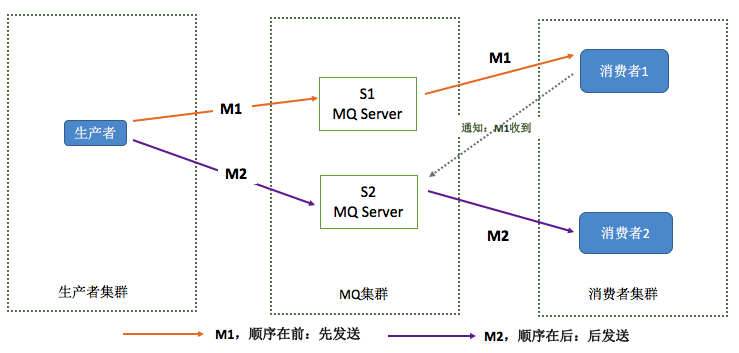 M1
消费者1
S1
MQ Server
M1
通知：M1收到
生产者
M2
S2
MQ Server
M2
消费者2
生产者集群
MQ集群
消费者集群
M1，顺序在前：先发送
M2，顺序在后：后发送